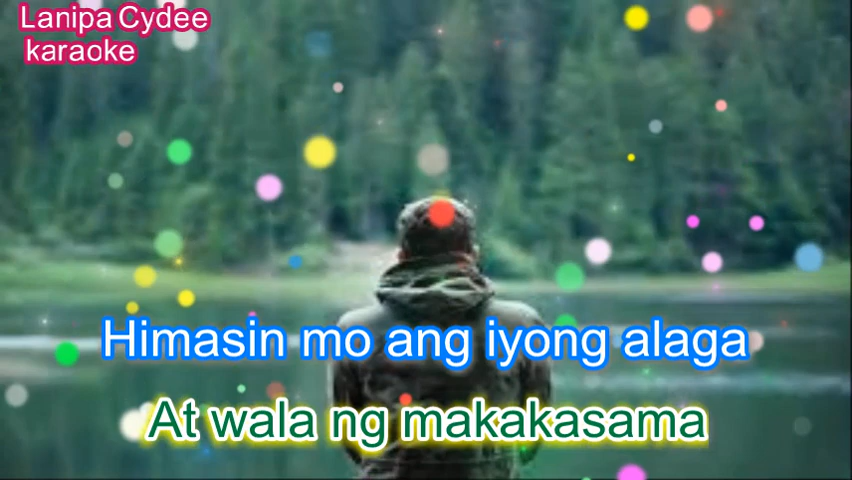 Lanipa Cydee
karaoke
Himasin mo ang iyong alaga
At wala ng makakasama